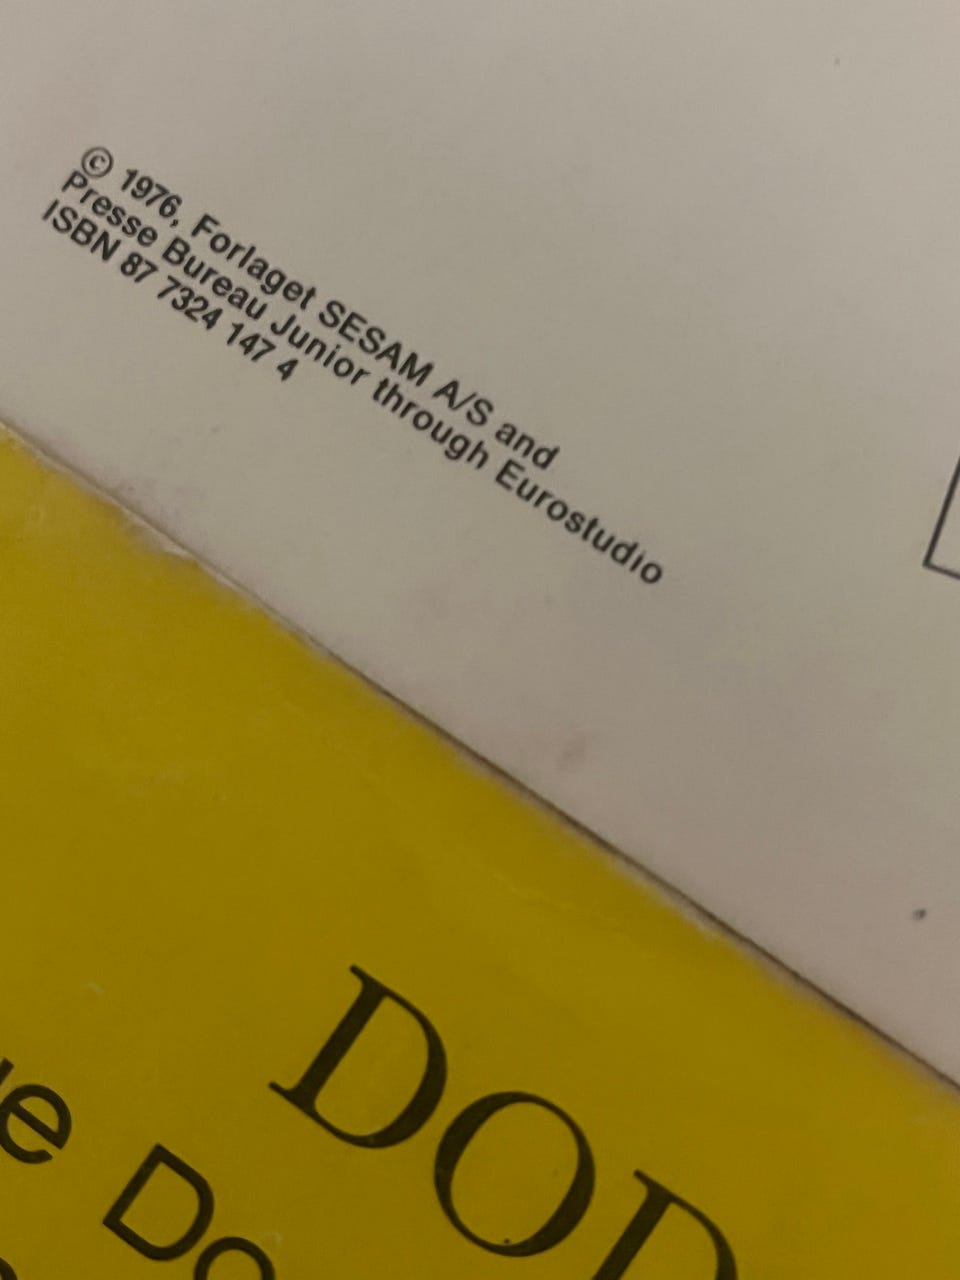 © 1976, Forlaget SESAM A/S and
Presse Bureau Junior through Eurostudio
ISBN 87 7324 147 4
DOD